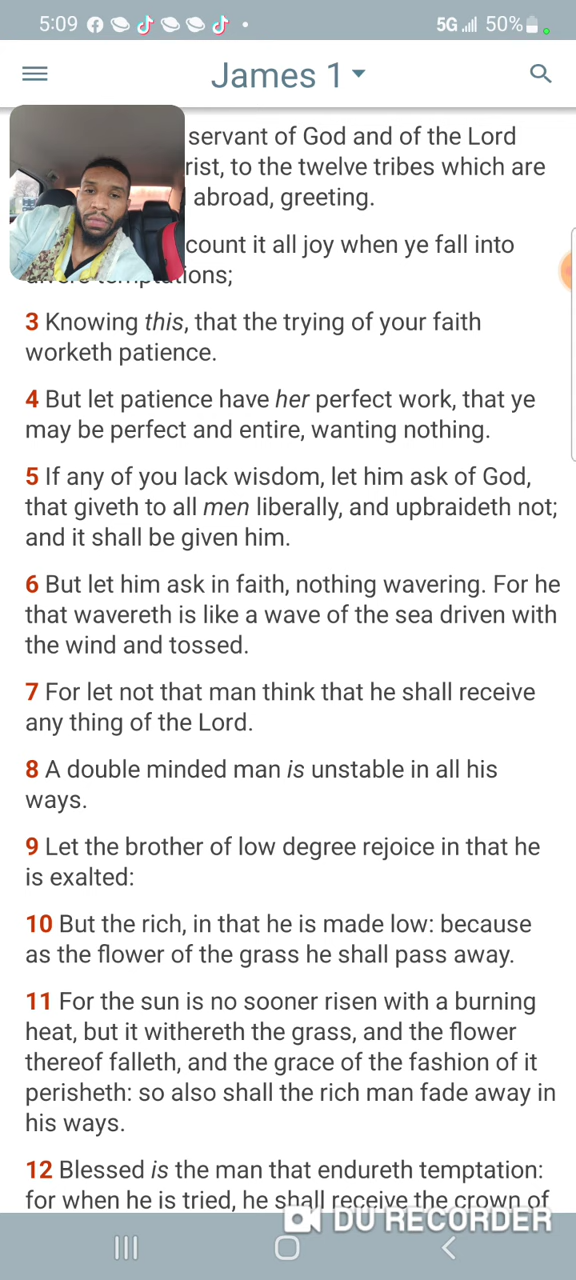 5:09
5G 50%
James 1
servant of God and of the Lord
rist, to the twelve tribes which are
abroad, greeting.
count it all joy when ye fall into
temptations;
3 Knowing this, that the trying of your faith
worketh patience.
4 But let patience have her perfect work, that ye
may be perfect and entire, wanting nothing.
5 If any of you lack wisdom, let him ask of God,
that giveth to all men liberally, and upbraideth not;
and it shall be given him.
6 But let him ask in faith, nothing wavering. For he
that wavereth is like a wave of the sea driven with
the wind and tossed.
7 For let not that man think that he shall receive
any thing of the Lord.
8 A double minded man is unstable in all his
ways.
9 Let the brother of low degree rejoice in that he
is exalted:
10 But the rich, in that he is made low: because
as the flower of the grass he shall pass away.
11 For the sun is no sooner risen with a burning
heat, but it withereth the grass, and the flower
thereof falleth, and the grace of the fashion of it
perisheth: so also shall the rich man fade away in
his ways.
12 Blessed is the man that endureth temptation:
for when he is tried, he shall receive the crown of
DU RECORDER